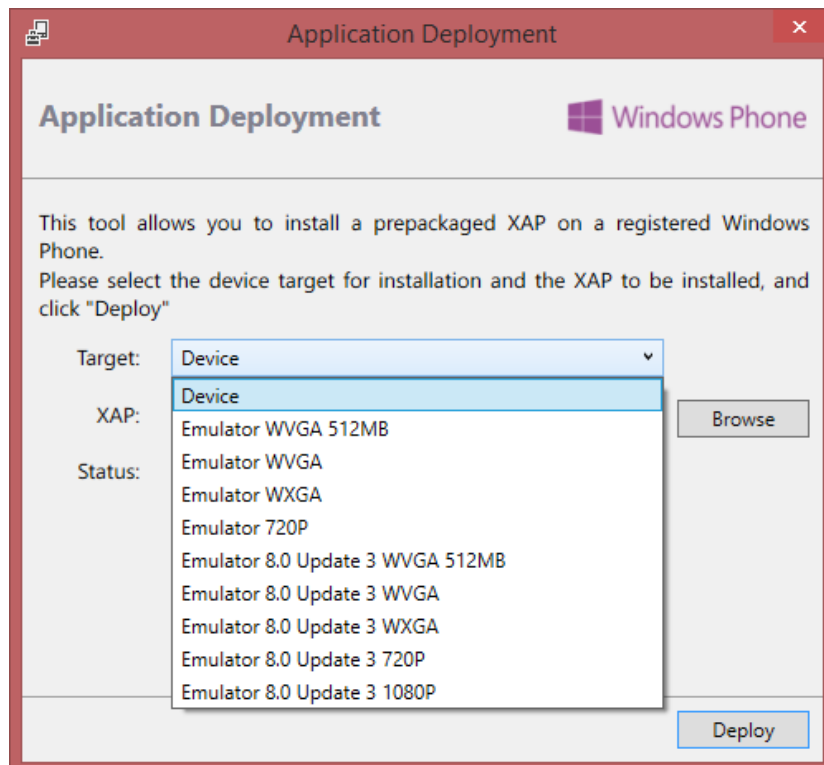 Application Deployment
Application Deployment
Windows Phone
This tool allows you to install a prepackaged XAP on a registered Windows
Phone.
Please select the device target for installation and the XAP to be installed, and
click "Deploy"
Target:
Device
Device
XAP:
Browse
Emulator WVGA 512MB
Emulator WVGA
Status:
Emulator WXGA
Emulator 720P
Emulator 8.0 Update 3 WVGA 512MB
Emulator 8.0 Update 3 WVGA
Emulator 8.0 Update 3 WXGA
Emulator 8.0 Update 3 720P
Emulator 8.0 Update 3 1080P
Deploy